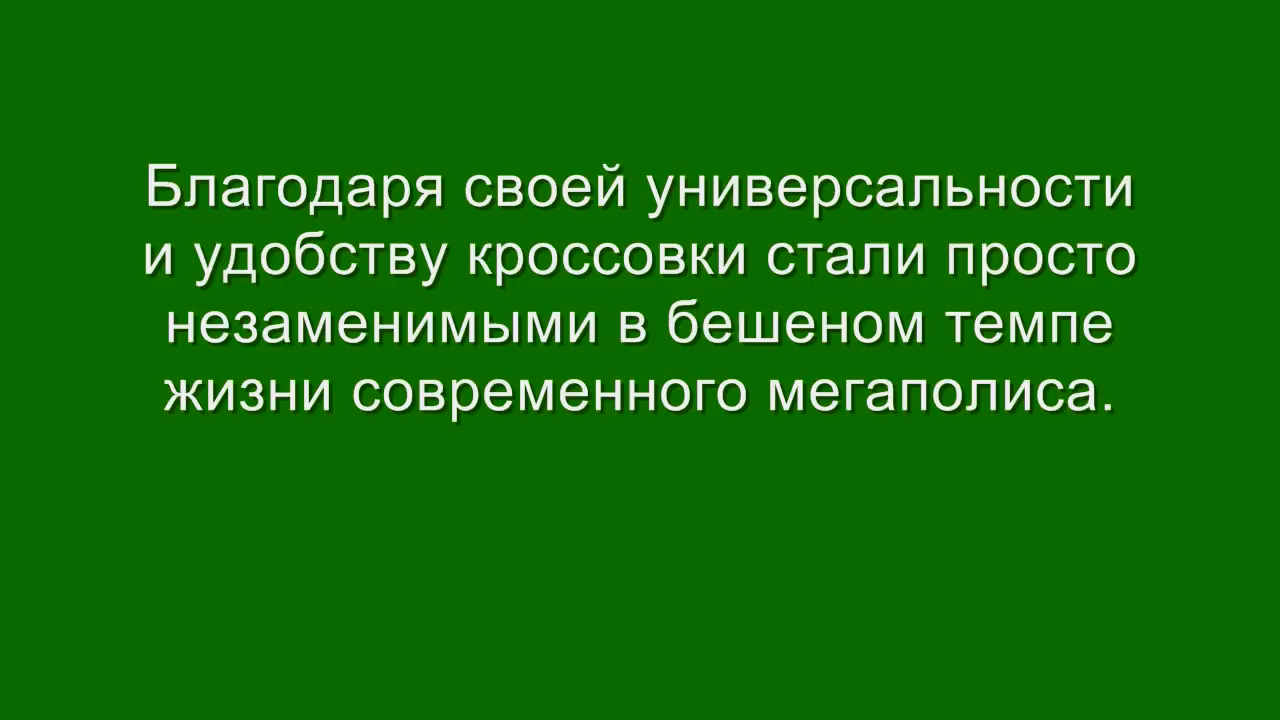 Благодаря своей универсальности
и удобству кроссовки стали просто
незаменимыми в бешеном темпе
жизни современного мегаполиса.